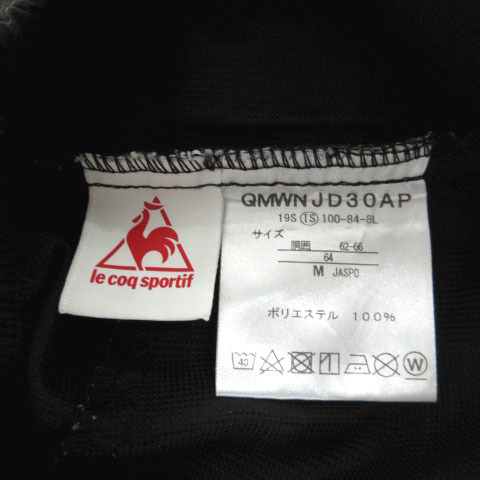 le coq sportif
QMWNJD30AP
19S IS 100-84-8L
サイズ
胴囲 62-66
64
M JASPO
ポリエステル 100%
40
W